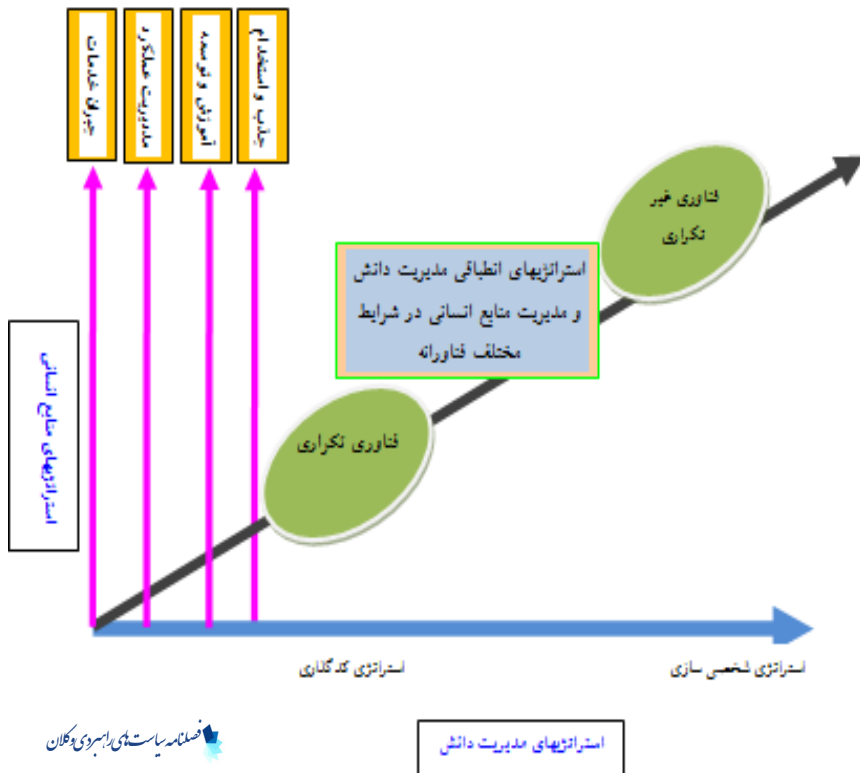 جبران خدمات
مدیریت عملکرد
آموزش و توسعه
جذب و استخدام
فناوری غیر
تکراری
استراتژیهای انطباقی مدیریت دانش
و مدیریت منابع انسانی در شرایط
مختلف فناورانه
فناوری تکراری
استراتژیهای منابع انسانی
استراتژی شخصی سازی
استراتژی کدگذاری
استراتژیهای مدیریت دانش
فصلنامه سیاست‌های راهبردی و کلان